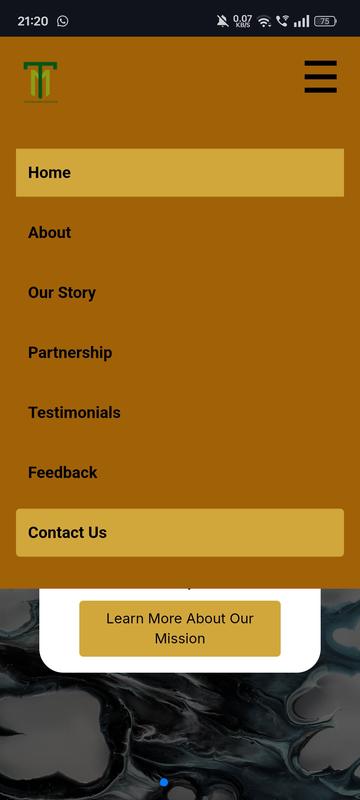 21:20
0.07
KB/S
75
Home
About
Our Story
Partnership
Testimonials
Feedback
Contact Us
Learn More About Our
Mission